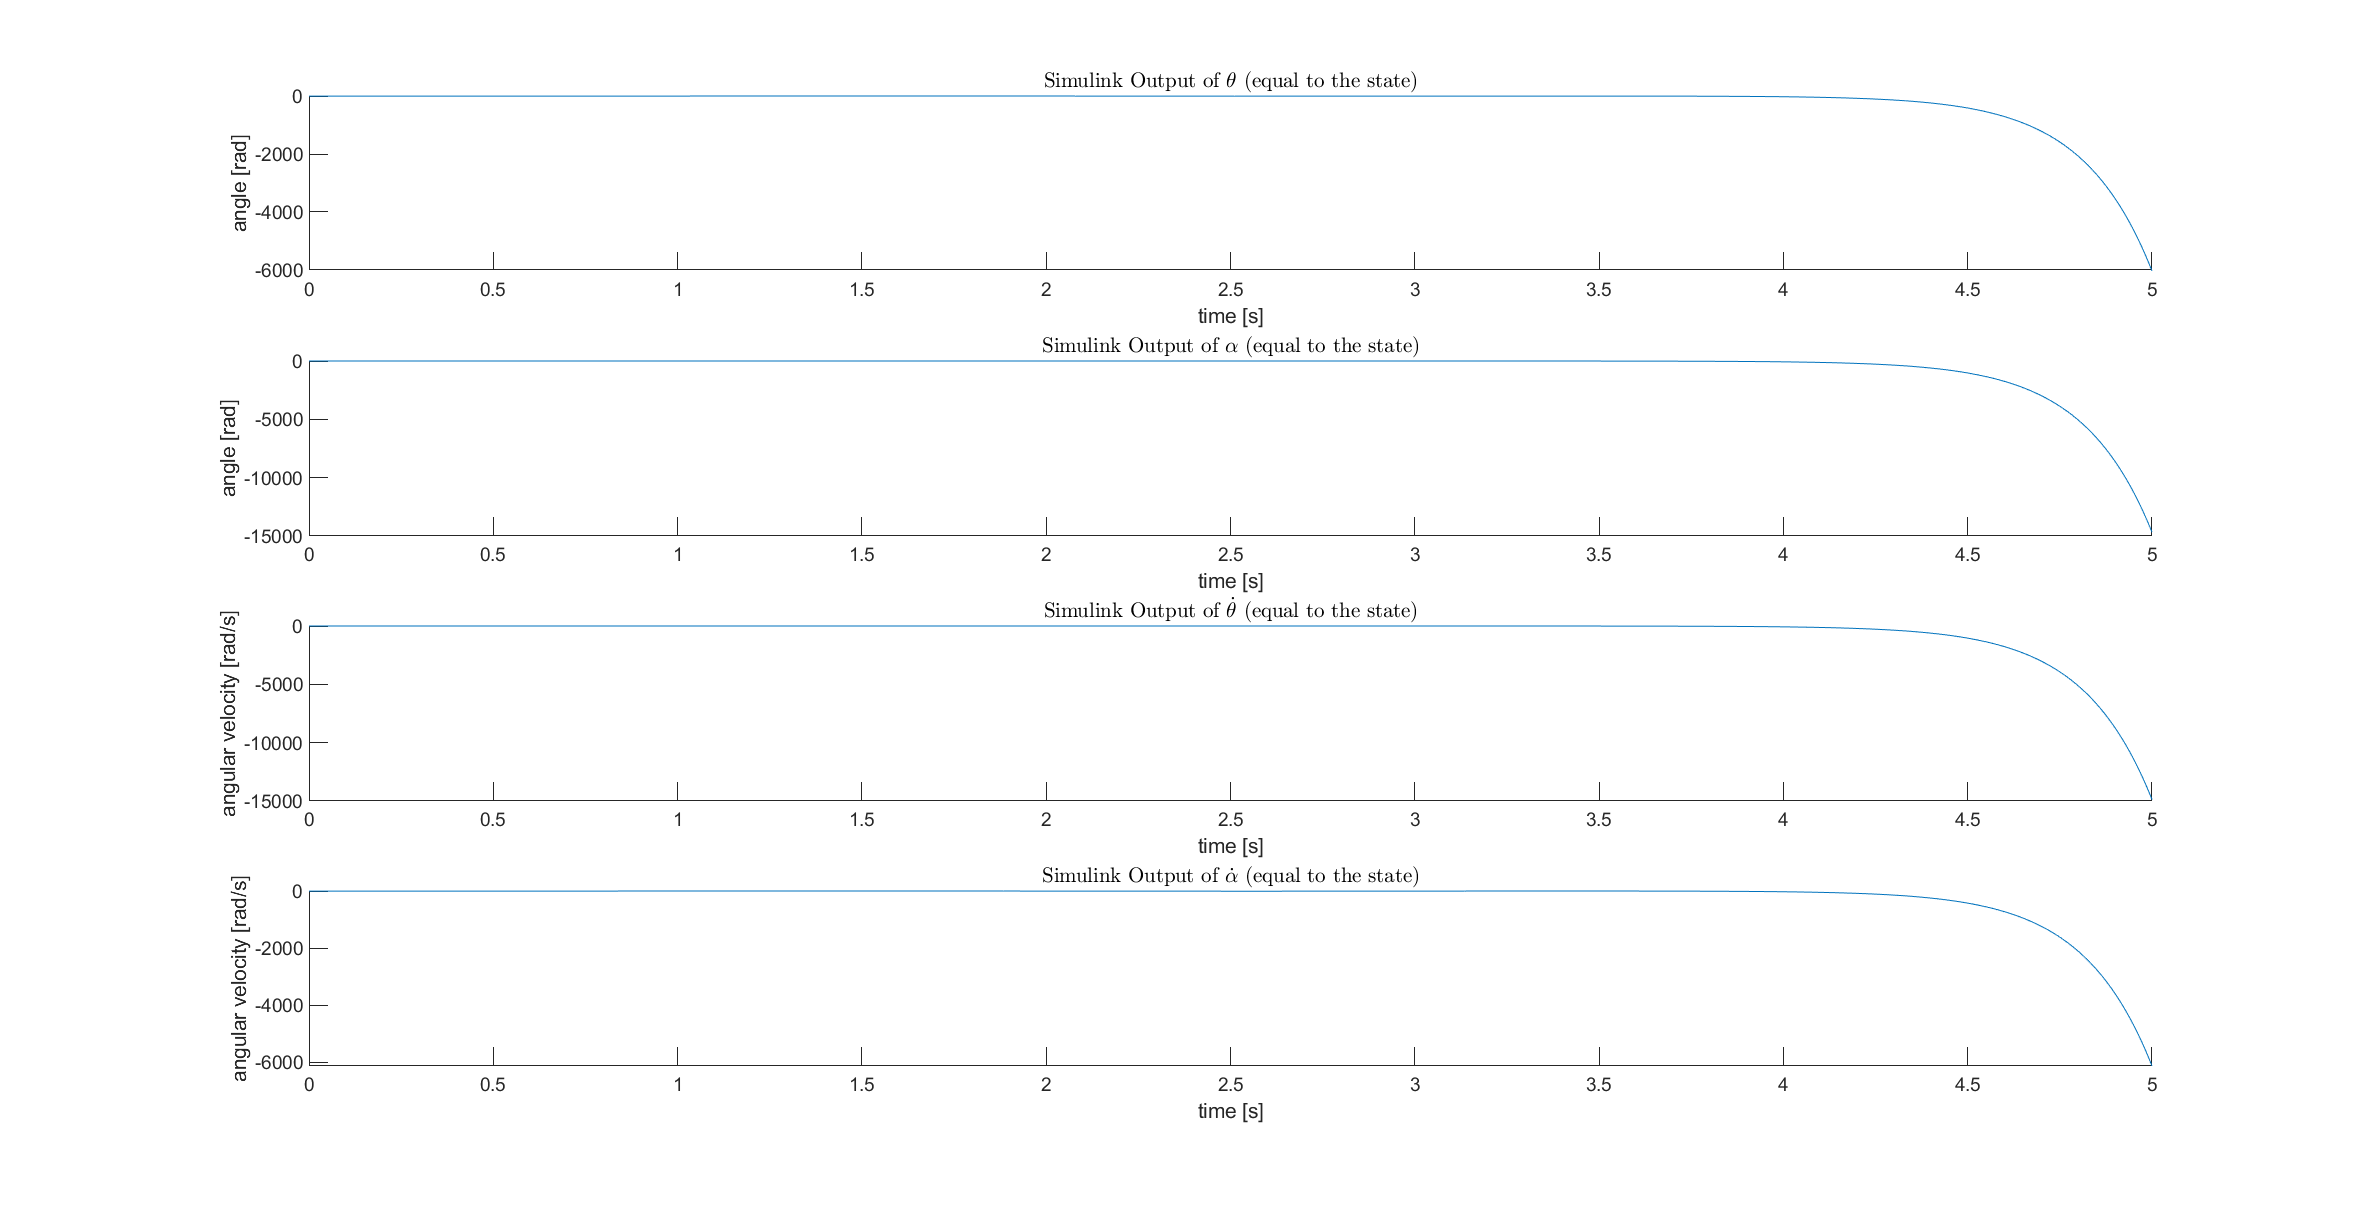 Simulink Output of θ (equal to the state)
0
-2000
-4000
-6000
angle [rad]
0 0.5 1 1.5 2 2.5 3 3.5 4 4.5 5
time [s]
Simulink Output of α (equal to the state)
0
-5000
-10000
-15000
angle [rad]
0 0.5 1 1.5 2 2.5 3 3.5 4 4.5 5
time [s]
Simulink Output of θ̇ (equal to the state)
0
-5000
-10000
-15000
angular velocity [rad/s]
0 0.5 1 1.5 2 2.5 3 3.5 4 4.5 5
time [s]
Simulink Output of α̇ (equal to the state)
0
-2000
-4000
-6000
angular velocity [rad/s]
0 0.5 1 1.5 2 2.5 3 3.5 4 4.5 5
time [s]